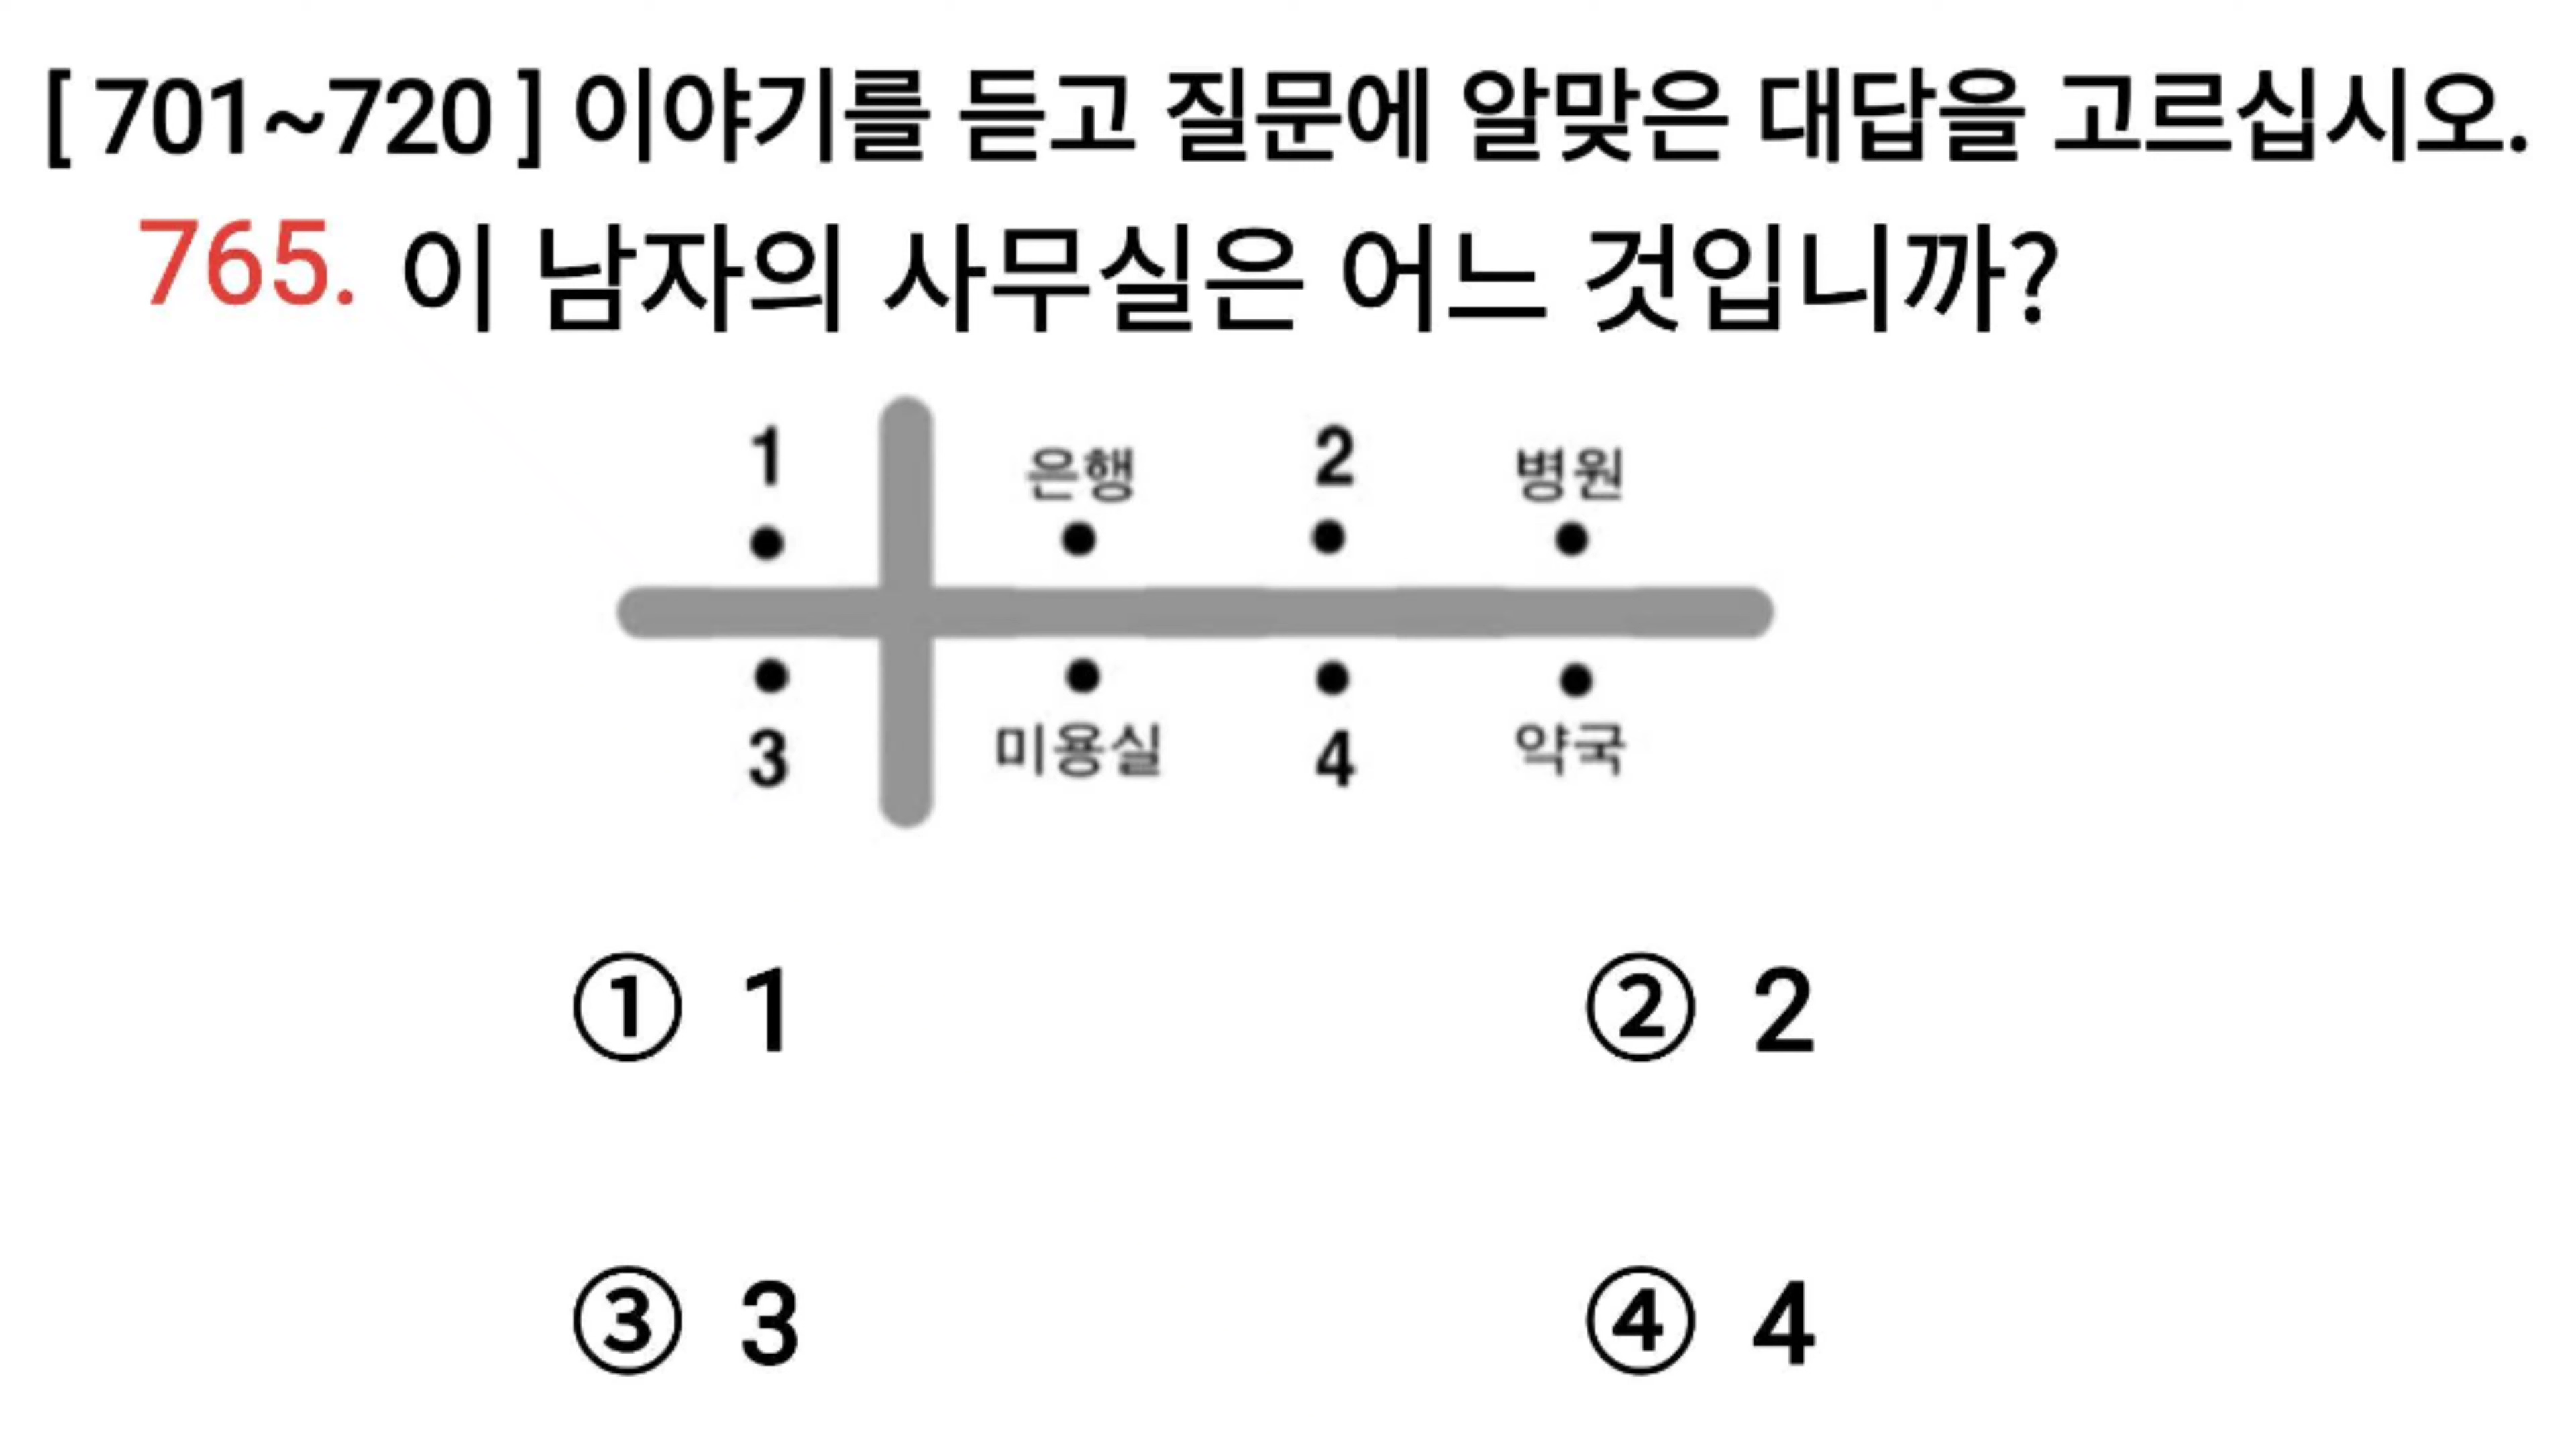 [ 701~720 ] 이야기를 듣고 질문에 알맞은 대답을 고르십시오.
765. 이 남자의 사무실은 어느 것입니까?
1 은행 2 병원
3 미용실 4 약국
① 1 ② 2
③ 3 ④ 4